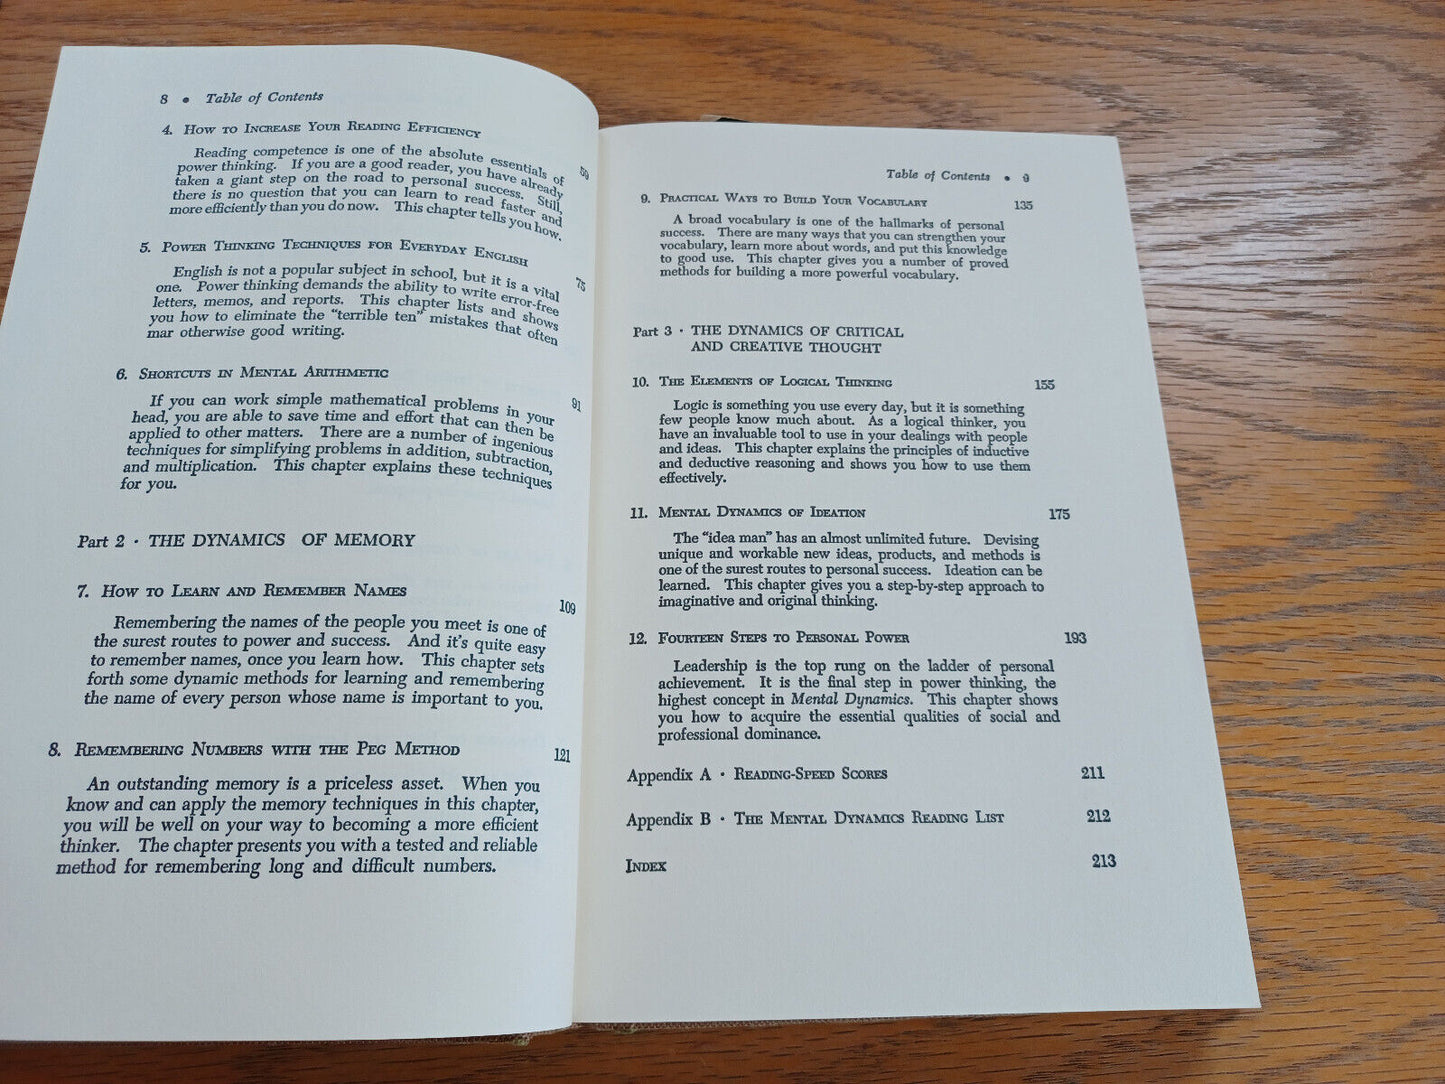 8 • Table of Contents
4. How to Increase Your Reading Efficiency
59
Reading competence is one of the absolute essentials of
power thinking. If you are a good reader, you have already
taken a giant step on the road to personal success. Still,
there is no question that you can learn to read faster and
more efficiently than you do now. This chapter tells you how.
5. Power Thinking Techniques for Everyday English
75
English is not a popular subject in school, but it is a vital
one. Power thinking demands the ability to write error-free
letters, memos, and reports. This chapter lists and shows
you how to eliminate the "terrible ten" mistakes that often
mar otherwise good writing.
6. Shortcuts in Mental Arithmetic
91
If you can work simple mathematical problems in your
head, you are able to save time and effort that can then be
applied to other matters. There are a number of ingenious
techniques for simplifying problems in addition, subtraction,
and multiplication. This chapter explains these techniques
for you.
Part 2 · THE DYNAMICS OF MEMORY
7. How to Learn and Remember Names
109
Remembering the names of the people you meet is one of
the surest routes to power and success. And it's quite easy
to remember names, once you learn how. This chapter sets
forth some dynamic methods for learning and remembering
the name of every person whose name is important to you.
8. Remembering Numbers with the Peg Method
121
An outstanding memory is a priceless asset. When you
know and can apply the memory techniques in this chapter,
you will be well on your way to becoming a more efficient
thinker. The chapter presents you with a tested and reliable
method for remembering long and difficult numbers.
Table of Contents • 9
9. Practical Ways to Build Your Vocabulary 135
A broad vocabulary is one of the hallmarks of personal
success. There are many ways that you can strengthen your
vocabulary, learn more about words, and put this knowledge
to good use. This chapter gives you a number of proved
methods for building a more powerful vocabulary.
Part 3 · THE DYNAMICS OF CRITICAL
AND CREATIVE THOUGHT
10. The Elements of Logical Thinking 155
Logic is something you use every day, but it is something
few people know much about. As a logical thinker, you
have an invaluable tool to use in your dealings with people
and ideas. This chapter explains the principles of inductive
and deductive reasoning and shows you how to use them
effectively.
11. Mental Dynamics of Ideation 175
The "idea man" has an almost unlimited future. Devising
unique and workable new ideas, products, and methods is
one of the surest routes to personal success. Ideation can be
learned. This chapter gives you a step-by-step approach to
imaginative and original thinking.
12. Fourteen Steps to Personal Power 193
Leadership is the top rung on the ladder of personal
achievement. It is the final step in power thinking, the
highest concept in Mental Dynamics. This chapter shows
you how to acquire the essential qualities of social and
professional dominance.
Appendix A · Reading-Speed Scores 211
Appendix B · The Mental Dynamics Reading List 212
Index 213